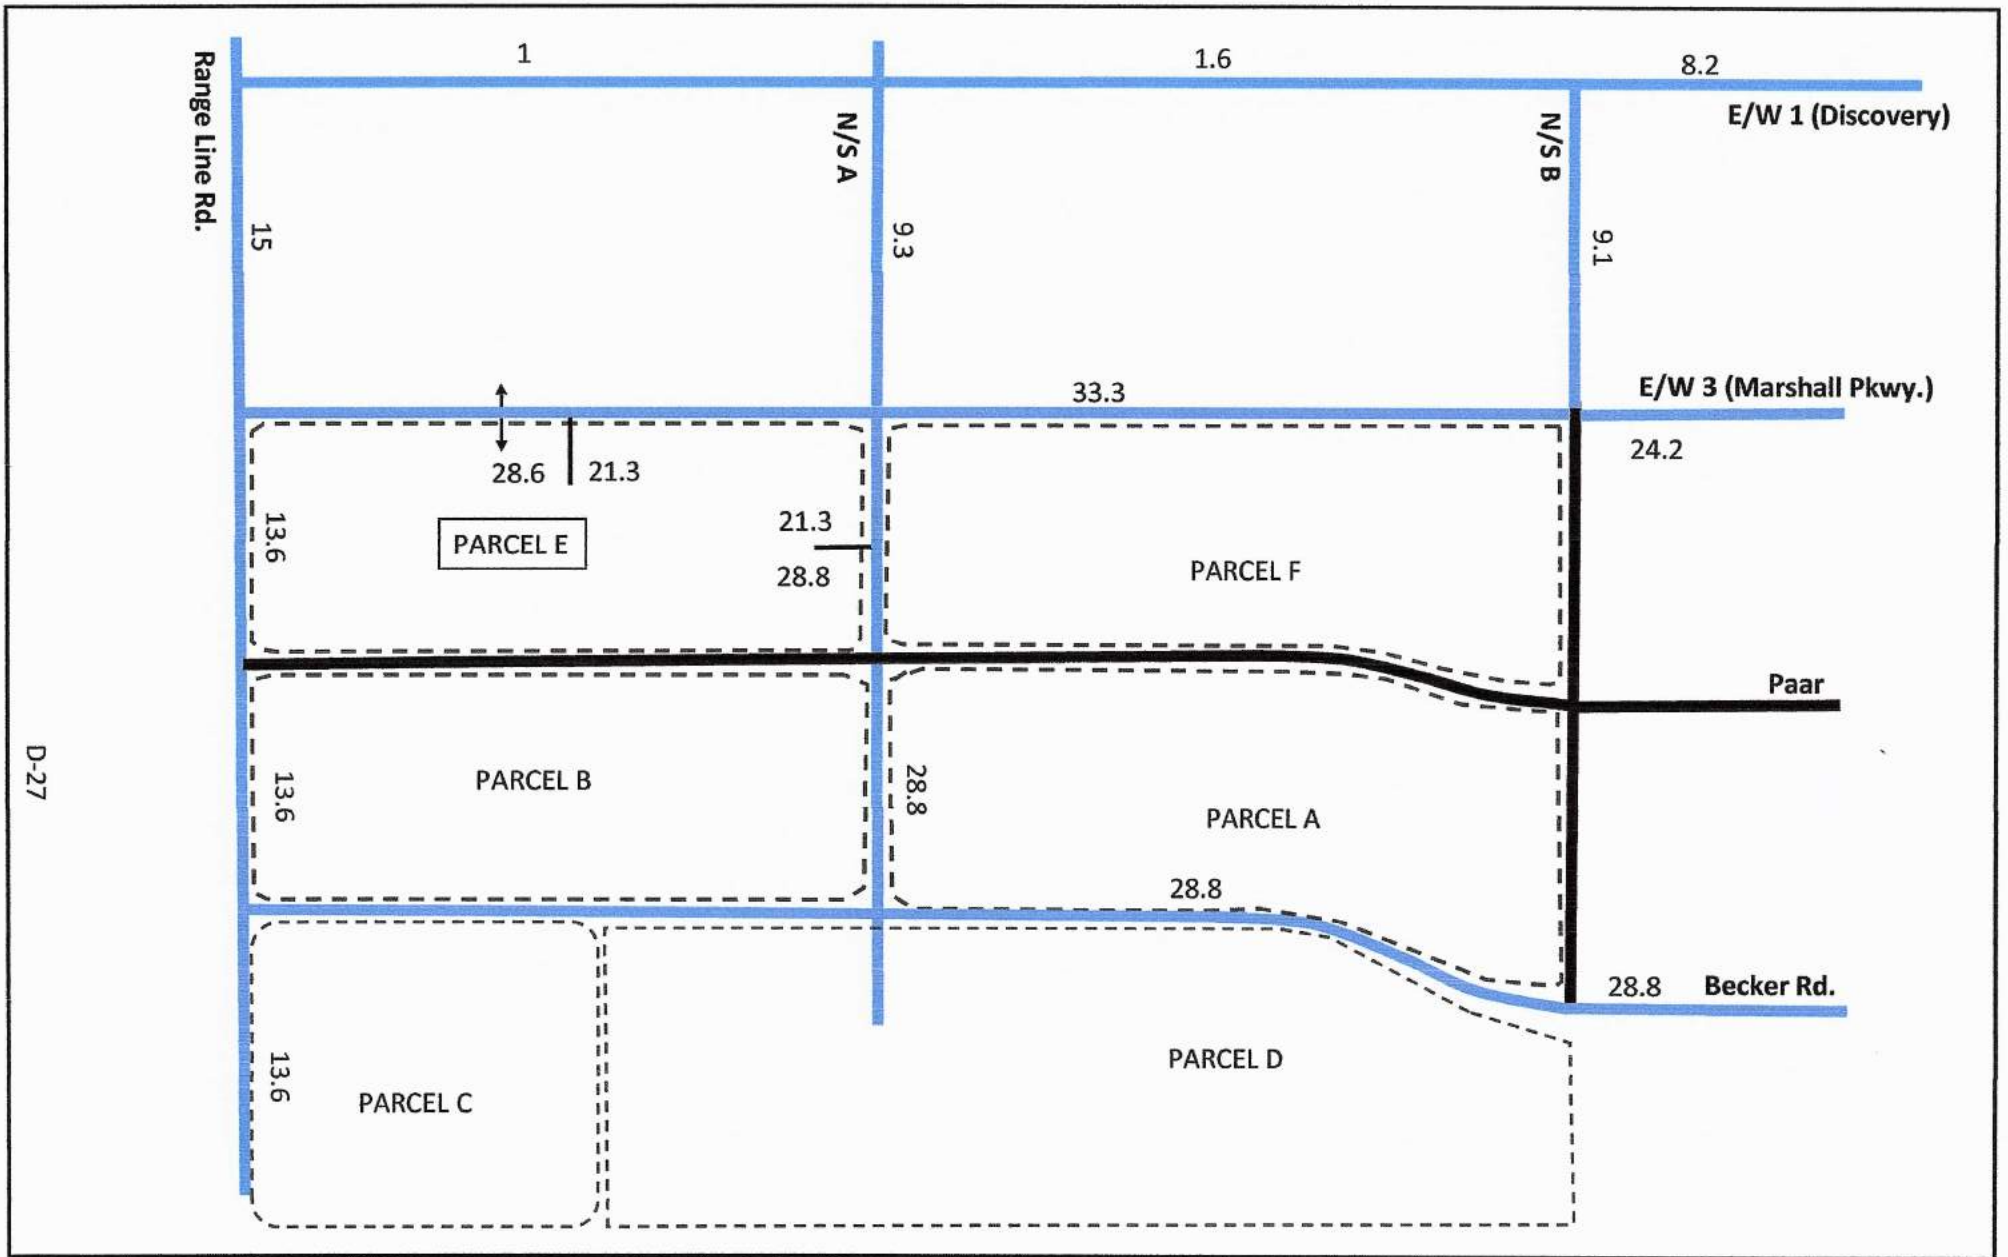 1
1.6
8.2
E/W 1 (Discovery)
Range Line Rd.
N/S A
N/S B
15
9.3
9.1
33.3
E/W 3 (Marshall Pkwy.)
24.2
28.6
21.3
13.6
PARCEL E
21.3
28.8
PARCEL F
Paar
D-27
13.6
PARCEL B
28.8
PARCEL A
28.8
28.8
Becker Rd.
13.6
PARCEL C
PARCEL D